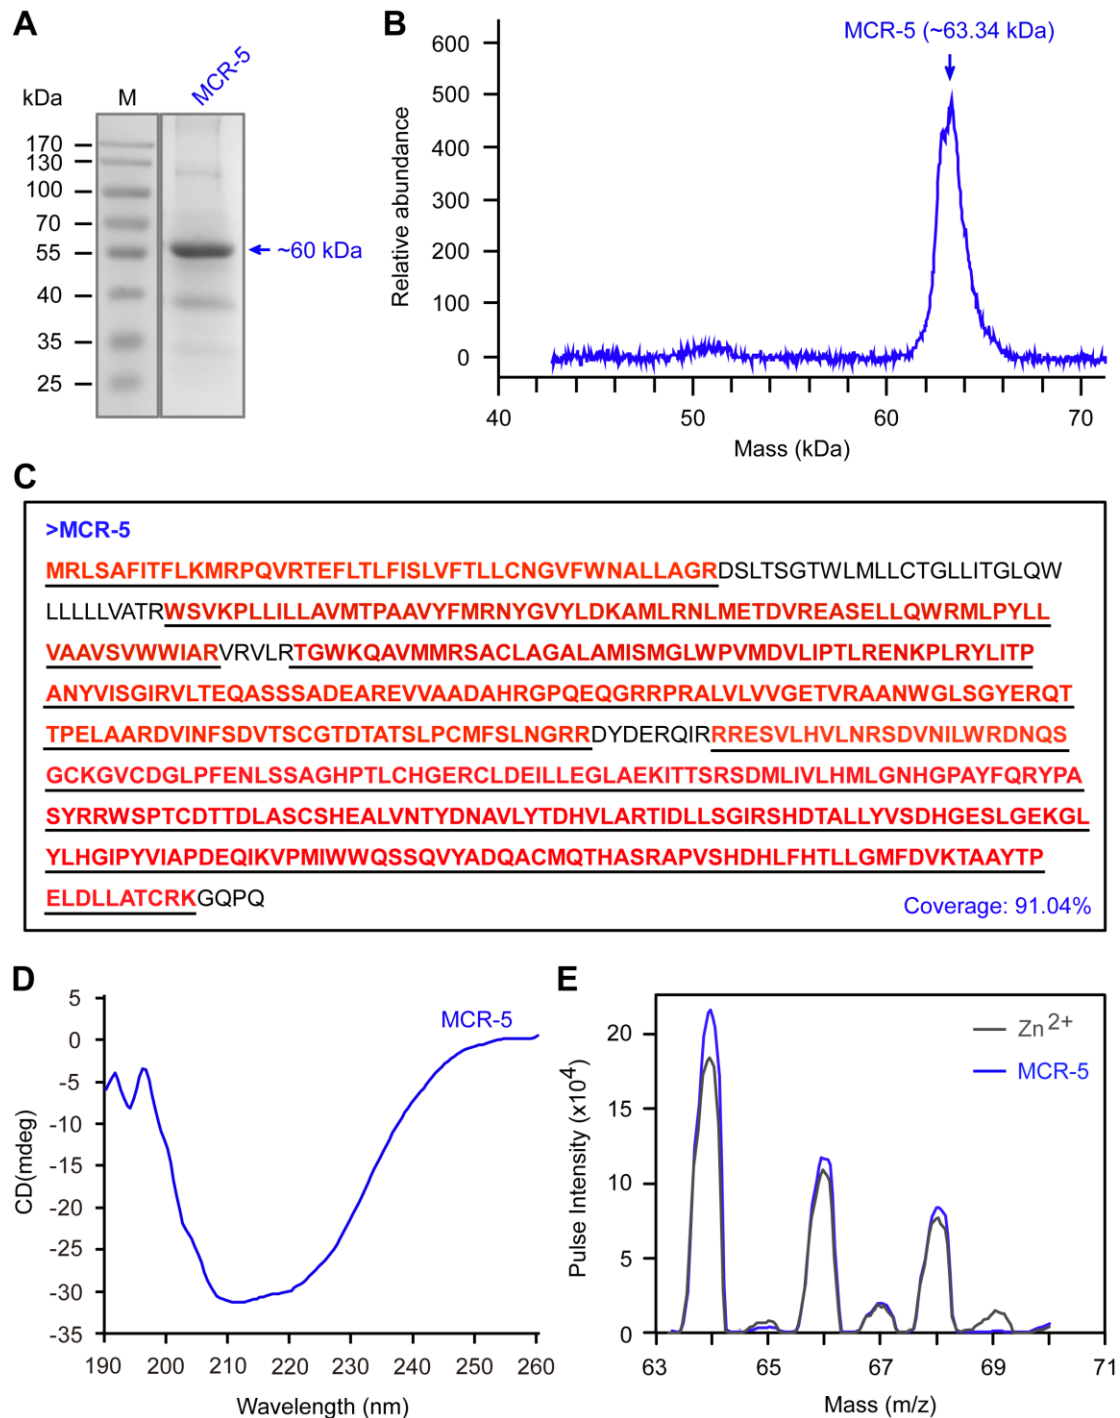 A
kDa
M
MCR-5
170
130
100
70
55
40
35
25
~60 kDa
B
MCR-5 (~63.34 kDa)
Relative abundance
600
500
400
300
200
100
0
40
50
60
70
Mass (kDa)
C
>MCR-5
MRLSAFITFLKMRPQVRTEFLTLFISLVFTLLCNGVFWNALLAGRDSLTSGTWLMLLCTGLLITGLQW
LLLLLVATRWSVKPLLILLAVMTPAAVYFMRNYGVYLDKAMLRNLMETDVREASELLQWRMLPYLL
VAAVSVWWIARVRVLRTGWKQAVMMRSACLAGALAMISMGLWPVMDVLIPTLRENKPLRYLITP
ANYVISGIRVLTEQASSSADEAREVVAADAHRGPQEQGRRPRALVLVVGETVRAANWGLSGYERQT
TPELAARDVINFSDVTSCGTDTATSLPCMFSLNGRRDYDERQIRRRESVLHVLNRSDVNILWRDNQS
GCKGVCDGLPFENLSSAGHPTLCHGERCLDEILLEGLAEKITTSRSDMLIVLHMLGNHGPAYFQRYPA
SYRRWSPTCDTTDLASCSHEALVNTYDNAVLYTDHVLARTIDLLSGIRSHDTALLYVSDHGESLGEKGL
YLHGIPYVIAPDEQIKVPMIWWQSSQVYADQACMQTHASRAPVSHDHLFHTLLGMFDVKTAAYTP
ELDLLATCRKGQPQ
Coverage: 91.04%
D
MCR-5
CD(mdeg)
5
0
-5
-10
-15
-20
-25
-30
-35
190
200
210
220
230
240
250
260
Wavelength (nm)
E
Zn2+
MCR-5
Pulse Intensity (x10⁴)
20
15
10
5
0
63
65
67
69
71
Mass (m/z)